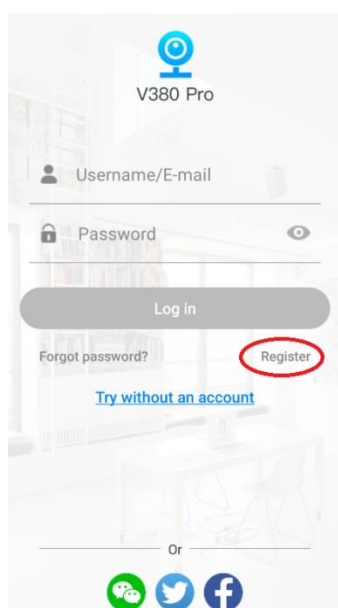 V380 Pro
Username/E-mail
Password
Log in
Forgot password? Register
Try without an account
Or